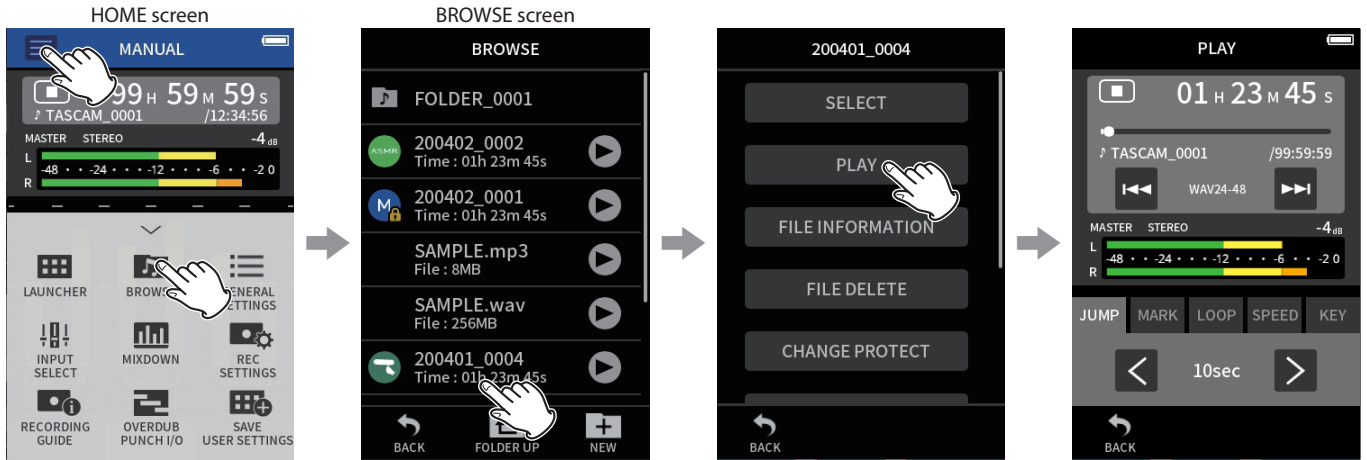 HOME screen
MANUAL
99 H 59 M 59 S
♪ TASCAM_0001 /12:34:56
MASTER STEREO -4 dB
L
-48 · · -24 · · · -12 · · · -6 · · -2 0
R
LAUNCHER
BROWSE
GENERAL
SETTINGS
INPUT
SELECT
MIXDOWN
REC
SETTINGS
RECORDING
GUIDE
OVERDUB
PUNCH I/O
SAVE
USER SETTINGS
BROWSE screen
BROWSE
FOLDER_0001
ASMR
200402_0002
Time : 01h 23m 45s
M
200402_0001
Time : 01h 23m 45s
SAMPLE.mp3
File : 8MB
SAMPLE.wav
File : 256MB
200401_0004
Time : 01h 23m 45s
BACK
FOLDER UP
NEW
200401_0004
SELECT
PLAY
FILE INFORMATION
FILE DELETE
CHANGE PROTECT
BACK
PLAY
01 H 23 M 45 S
♪ TASCAM_0001 /99:59:59
WAV24-48
MASTER STEREO -4 dB
L
-48 · · -24 · · · -12 · · · -6 · · -2 0
R
JUMP MARK LOOP SPEED KEY
< 10sec >
BACK